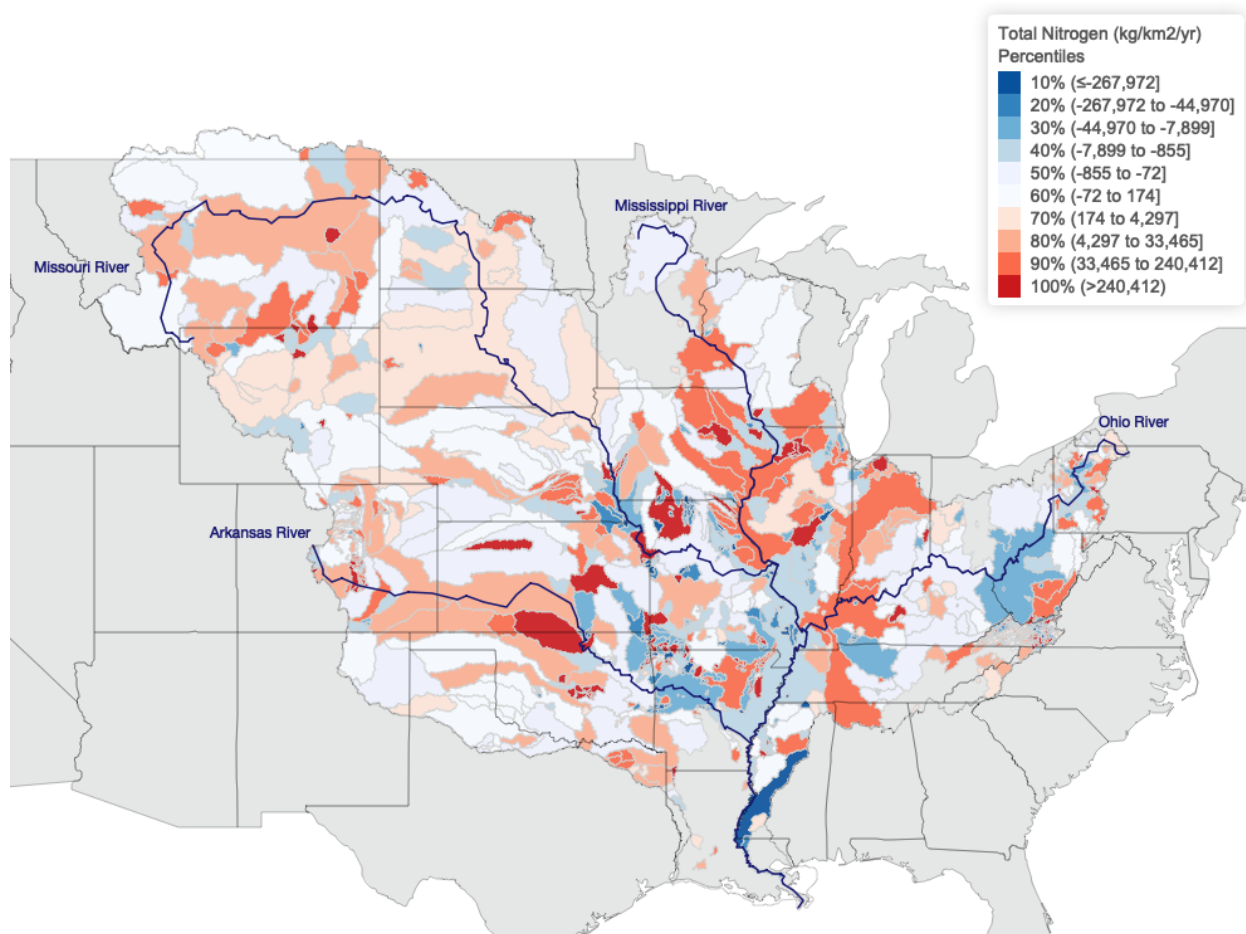 Total Nitrogen (kg/km2/yr)
Percentiles
10% (≤-267,972]
20% (-267,972 to -44,970]
30% (-44,970 to -7,899]
40% (-7,899 to -855]
50% (-855 to -72]
60% (-72 to 174]
70% (174 to 4,297]
80% (4,297 to 33,465]
90% (33,465 to 240,412]
100% (>240,412)
Mississippi River
Missouri River
Ohio River
Arkansas River